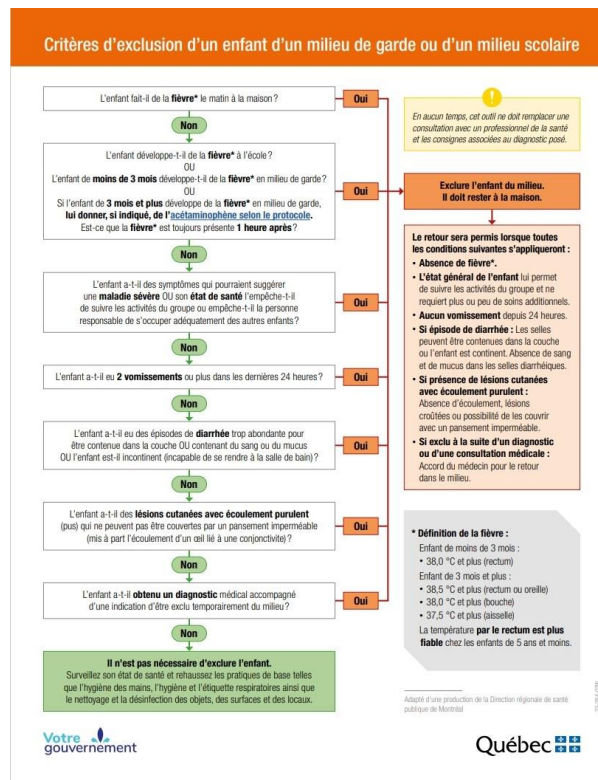 Critères d'exclusion d'un enfant d'un milieu de garde ou d'un milieu scolaire
L'enfant fait-il de la fièvre* le matin à la maison ?
Oui
Non
L'enfant développe-t-il de la fièvre* à l'école ?
OU
L'enfant de moins de 3 mois développe-t-il de la fièvre* en milieu de garde ?
OU
Si l'enfant de 3 mois et plus développe de la fièvre* en milieu de garde,
lui donner, si indiqué, de l'acétaminophène selon le protocole.
Est-ce que la fièvre* est toujours présente 1 heure après ?
Oui
Non
L'enfant a-t-il des symptômes qui pourraient suggérer
une maladie sévère OU son état de santé l'empêche-t-il
de suivre les activités du groupe ou empêche-t-il la personne
responsable de s'occuper adéquatement des autres enfants ?
Oui
Non
L'enfant a-t-il eu 2 vomissements ou plus dans les dernières 24 heures ?
Oui
Non
L'enfant a-t-il eu des épisodes de diarrhée trop abondante pour
être contenue dans la couche OU contenant du sang ou du mucus
OU l'enfant est-il incontinent (incapable de se rendre à la salle de bain) ?
Oui
Non
L'enfant a-t-il des lésions cutanées avec écoulement purulent
(pus) qui ne peuvent pas être couvertes par un pansement imperméable
(mis à part l'écoulement d'un œil lié à une conjonctivite) ?
Oui
Non
L'enfant a-t-il obtenu un diagnostic médical accompagné
d'une indication d'être exclu temporairement du milieu ?
Oui
Non
Il n'est pas nécessaire d'exclure l'enfant.
Surveillez son état de santé et rehaussez les pratiques de base telles
que l'hygiène des mains, l'hygiène et l'étiquette respiratoires ainsi que
le nettoyage et la désinfection des objets, des surfaces et des locaux.
!
En aucun temps, cet outil ne doit remplacer une
consultation avec un professionnel de la santé
et les consignes associées au diagnostic posé.
Exclure l'enfant du milieu.
Il doit rester à la maison.
Le retour sera permis lorsque toutes
les conditions suivantes s'appliqueront :
• Absence de fièvre*.
• L'état général de l'enfant lui permet
de suivre les activités du groupe et ne
requiert plus ou peu de soins additionnels.
• Aucun vomissement depuis 24 heures.
• Si épisode de diarrhée : Les selles
peuvent être contenues dans la couche
ou l'enfant est continent. Absence de sang
et de mucus dans les selles diarrhéiques.
• Si présence de lésions cutanées
avec écoulement purulent :
Absence d'écoulement, lésions
croûtées ou possibilité de les couvrir
avec un pansement imperméable.
• Si exclu à la suite d'un diagnostic
ou d'une consultation médicale :
Accord du médecin pour le retour
dans le milieu.
* Définition de la fièvre :
Enfant de moins de 3 mois :
• 38,0 °C et plus (rectum)
Enfant de 3 mois et plus :
• 38,5 °C et plus (rectum ou oreille)
• 38,0 °C et plus (bouche)
• 37,5 °C et plus (aisselle)
La température par le rectum est plus
fiable chez les enfants de 5 ans et moins.
Adapté d'une production de la Direction régionale de santé
publique de Montréal
Votre
gouvernement
Québec